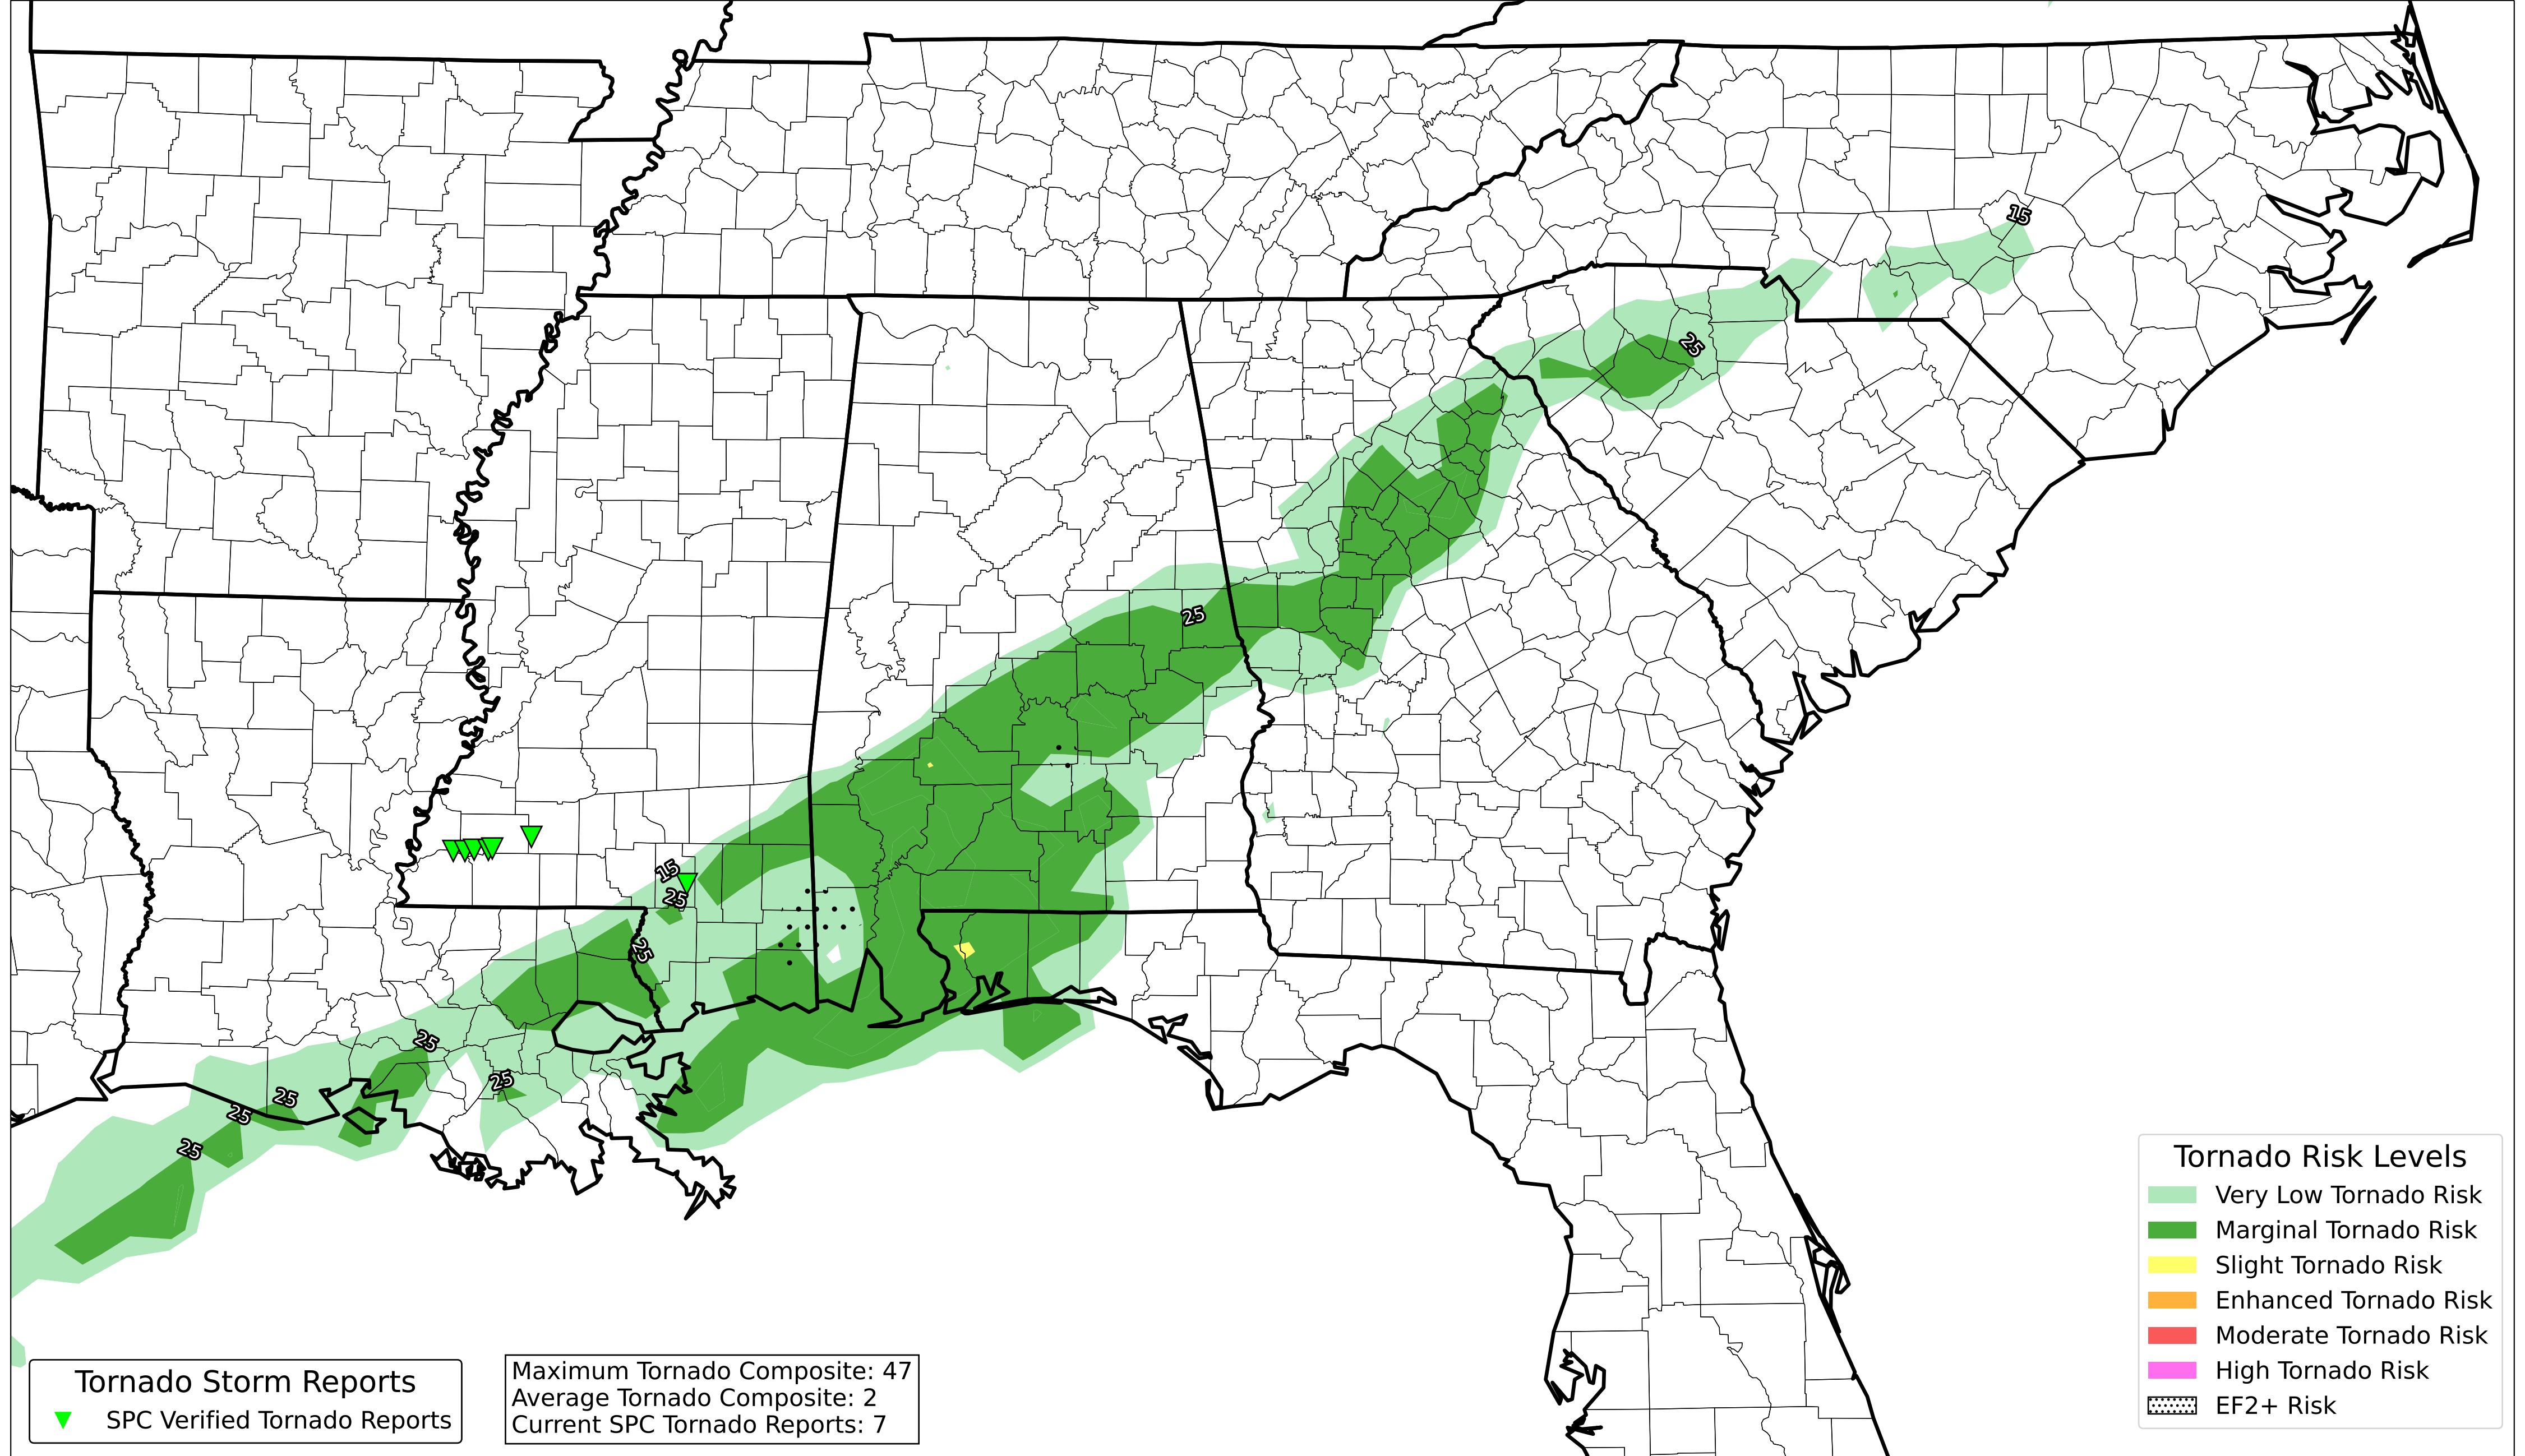 15
25
25
15
25
25
25
25
25
25
Tornado Risk Levels
Very Low Tornado Risk
Marginal Tornado Risk
Slight Tornado Risk
Enhanced Tornado Risk
Moderate Tornado Risk
High Tornado Risk
EF2+ Risk
Tornado Storm Reports
SPC Verified Tornado Reports
Maximum Tornado Composite: 47
Average Tornado Composite: 2
Current SPC Tornado Reports: 7